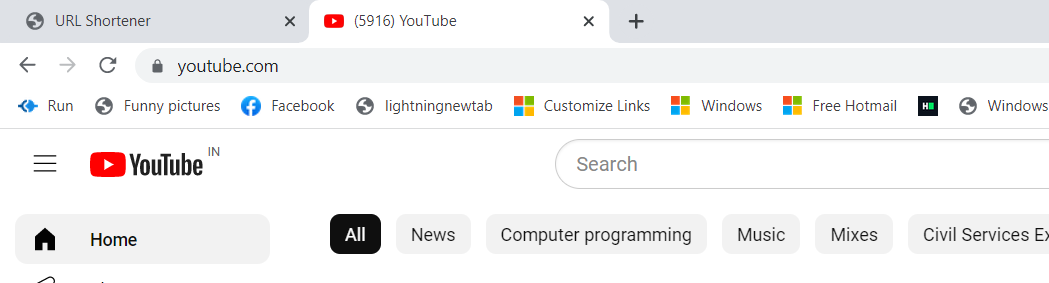 URL Shortener (5916) YouTube
youtube.com
Run Funny pictures Facebook lightningnewtab Customize Links Windows Free Hotmail Windows
YouTube IN
Search
Home
All News Computer programming Music Mixes Civil Services